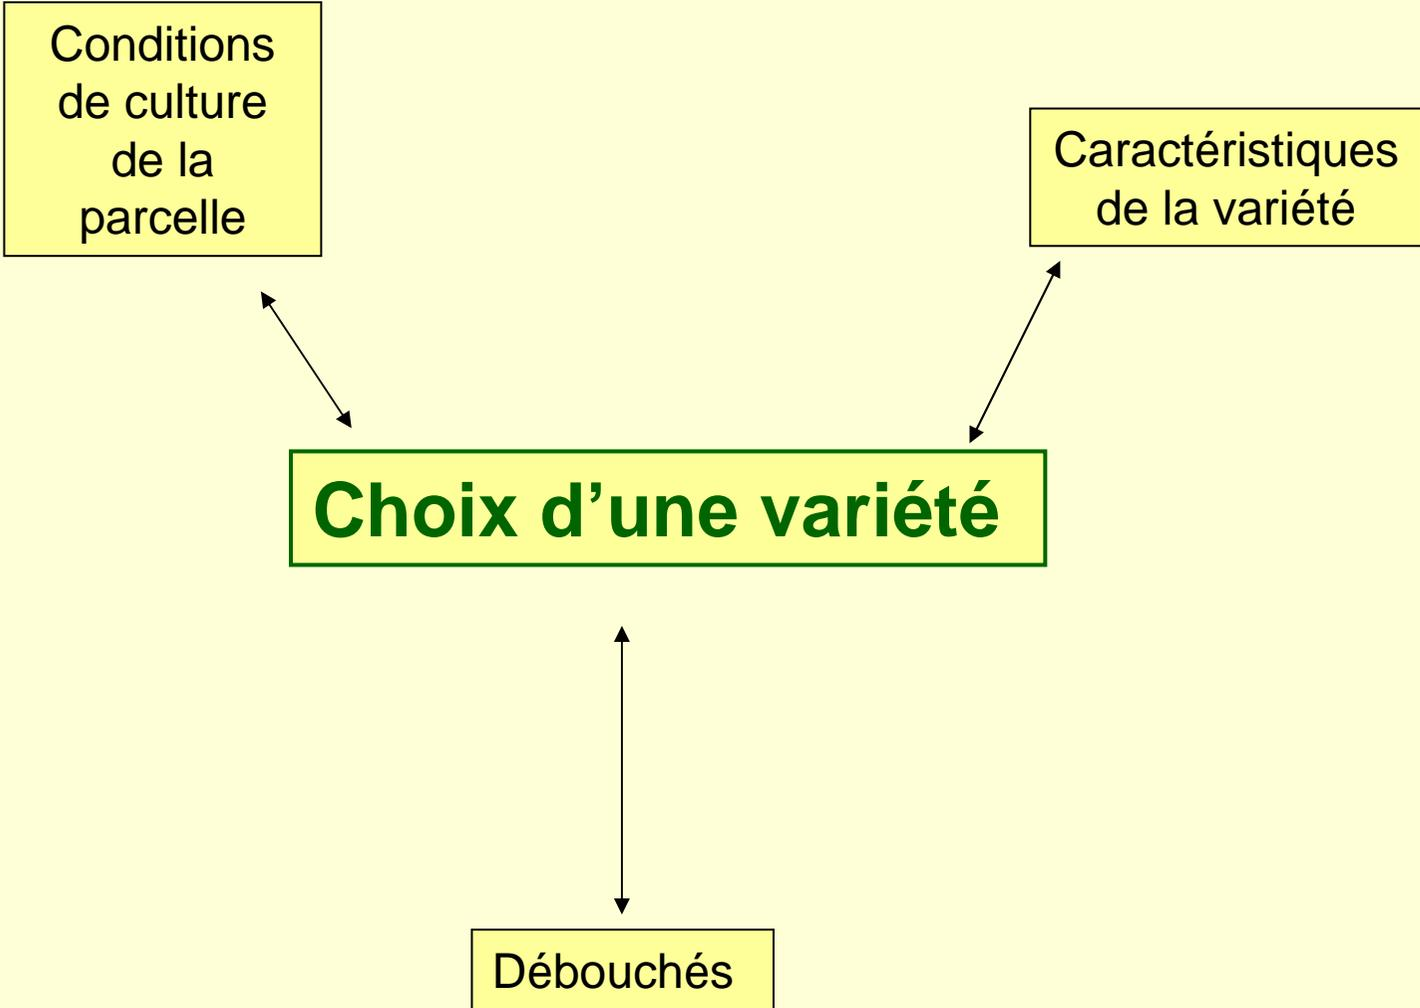 Conditions
de culture
de la
parcelle
Caractéristiques
de la variété
Choix d’une variété
Débouchés